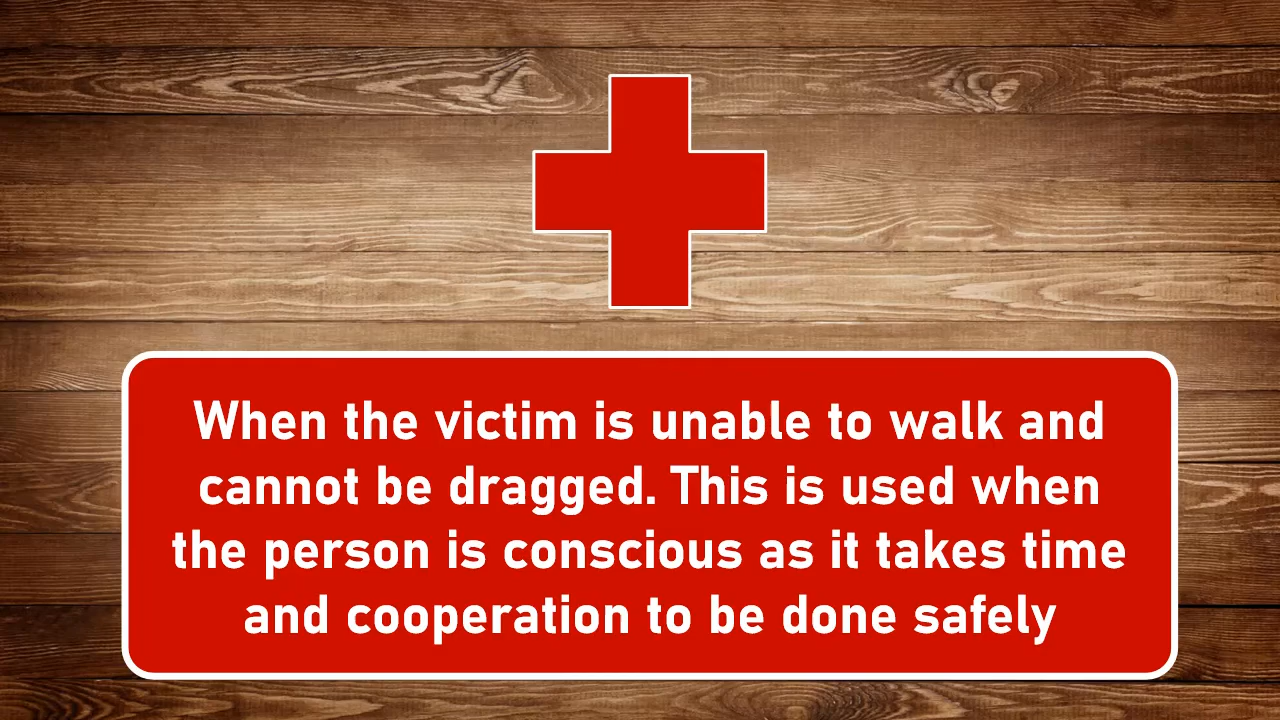 When the victim is unable to walk and
cannot be dragged. This is used when
the person is conscious as it takes time
and cooperation to be done safely